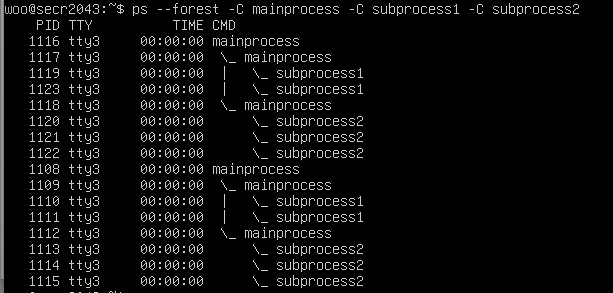 woo@secr2043:~$ ps --forest -C mainprocess -C subprocess1 -C subprocess2
    PID TTY          TIME CMD
   1116 tty3     00:00:00 mainprocess
   1117 tty3     00:00:00  \_ mainprocess
   1119 tty3     00:00:00  |   \_ subprocess1
   1123 tty3     00:00:00  |   \_ subprocess1
   1118 tty3     00:00:00  \_ mainprocess
   1120 tty3     00:00:00      \_ subprocess2
   1121 tty3     00:00:00      \_ subprocess2
   1122 tty3     00:00:00      \_ subprocess2
   1108 tty3     00:00:00 mainprocess
   1109 tty3     00:00:00  \_ mainprocess
   1110 tty3     00:00:00  |   \_ subprocess1
   1111 tty3     00:00:00  |   \_ subprocess1
   1112 tty3     00:00:00  \_ mainprocess
   1113 tty3     00:00:00      \_ subprocess2
   1114 tty3     00:00:00      \_ subprocess2
   1115 tty3     00:00:00      \_ subprocess2